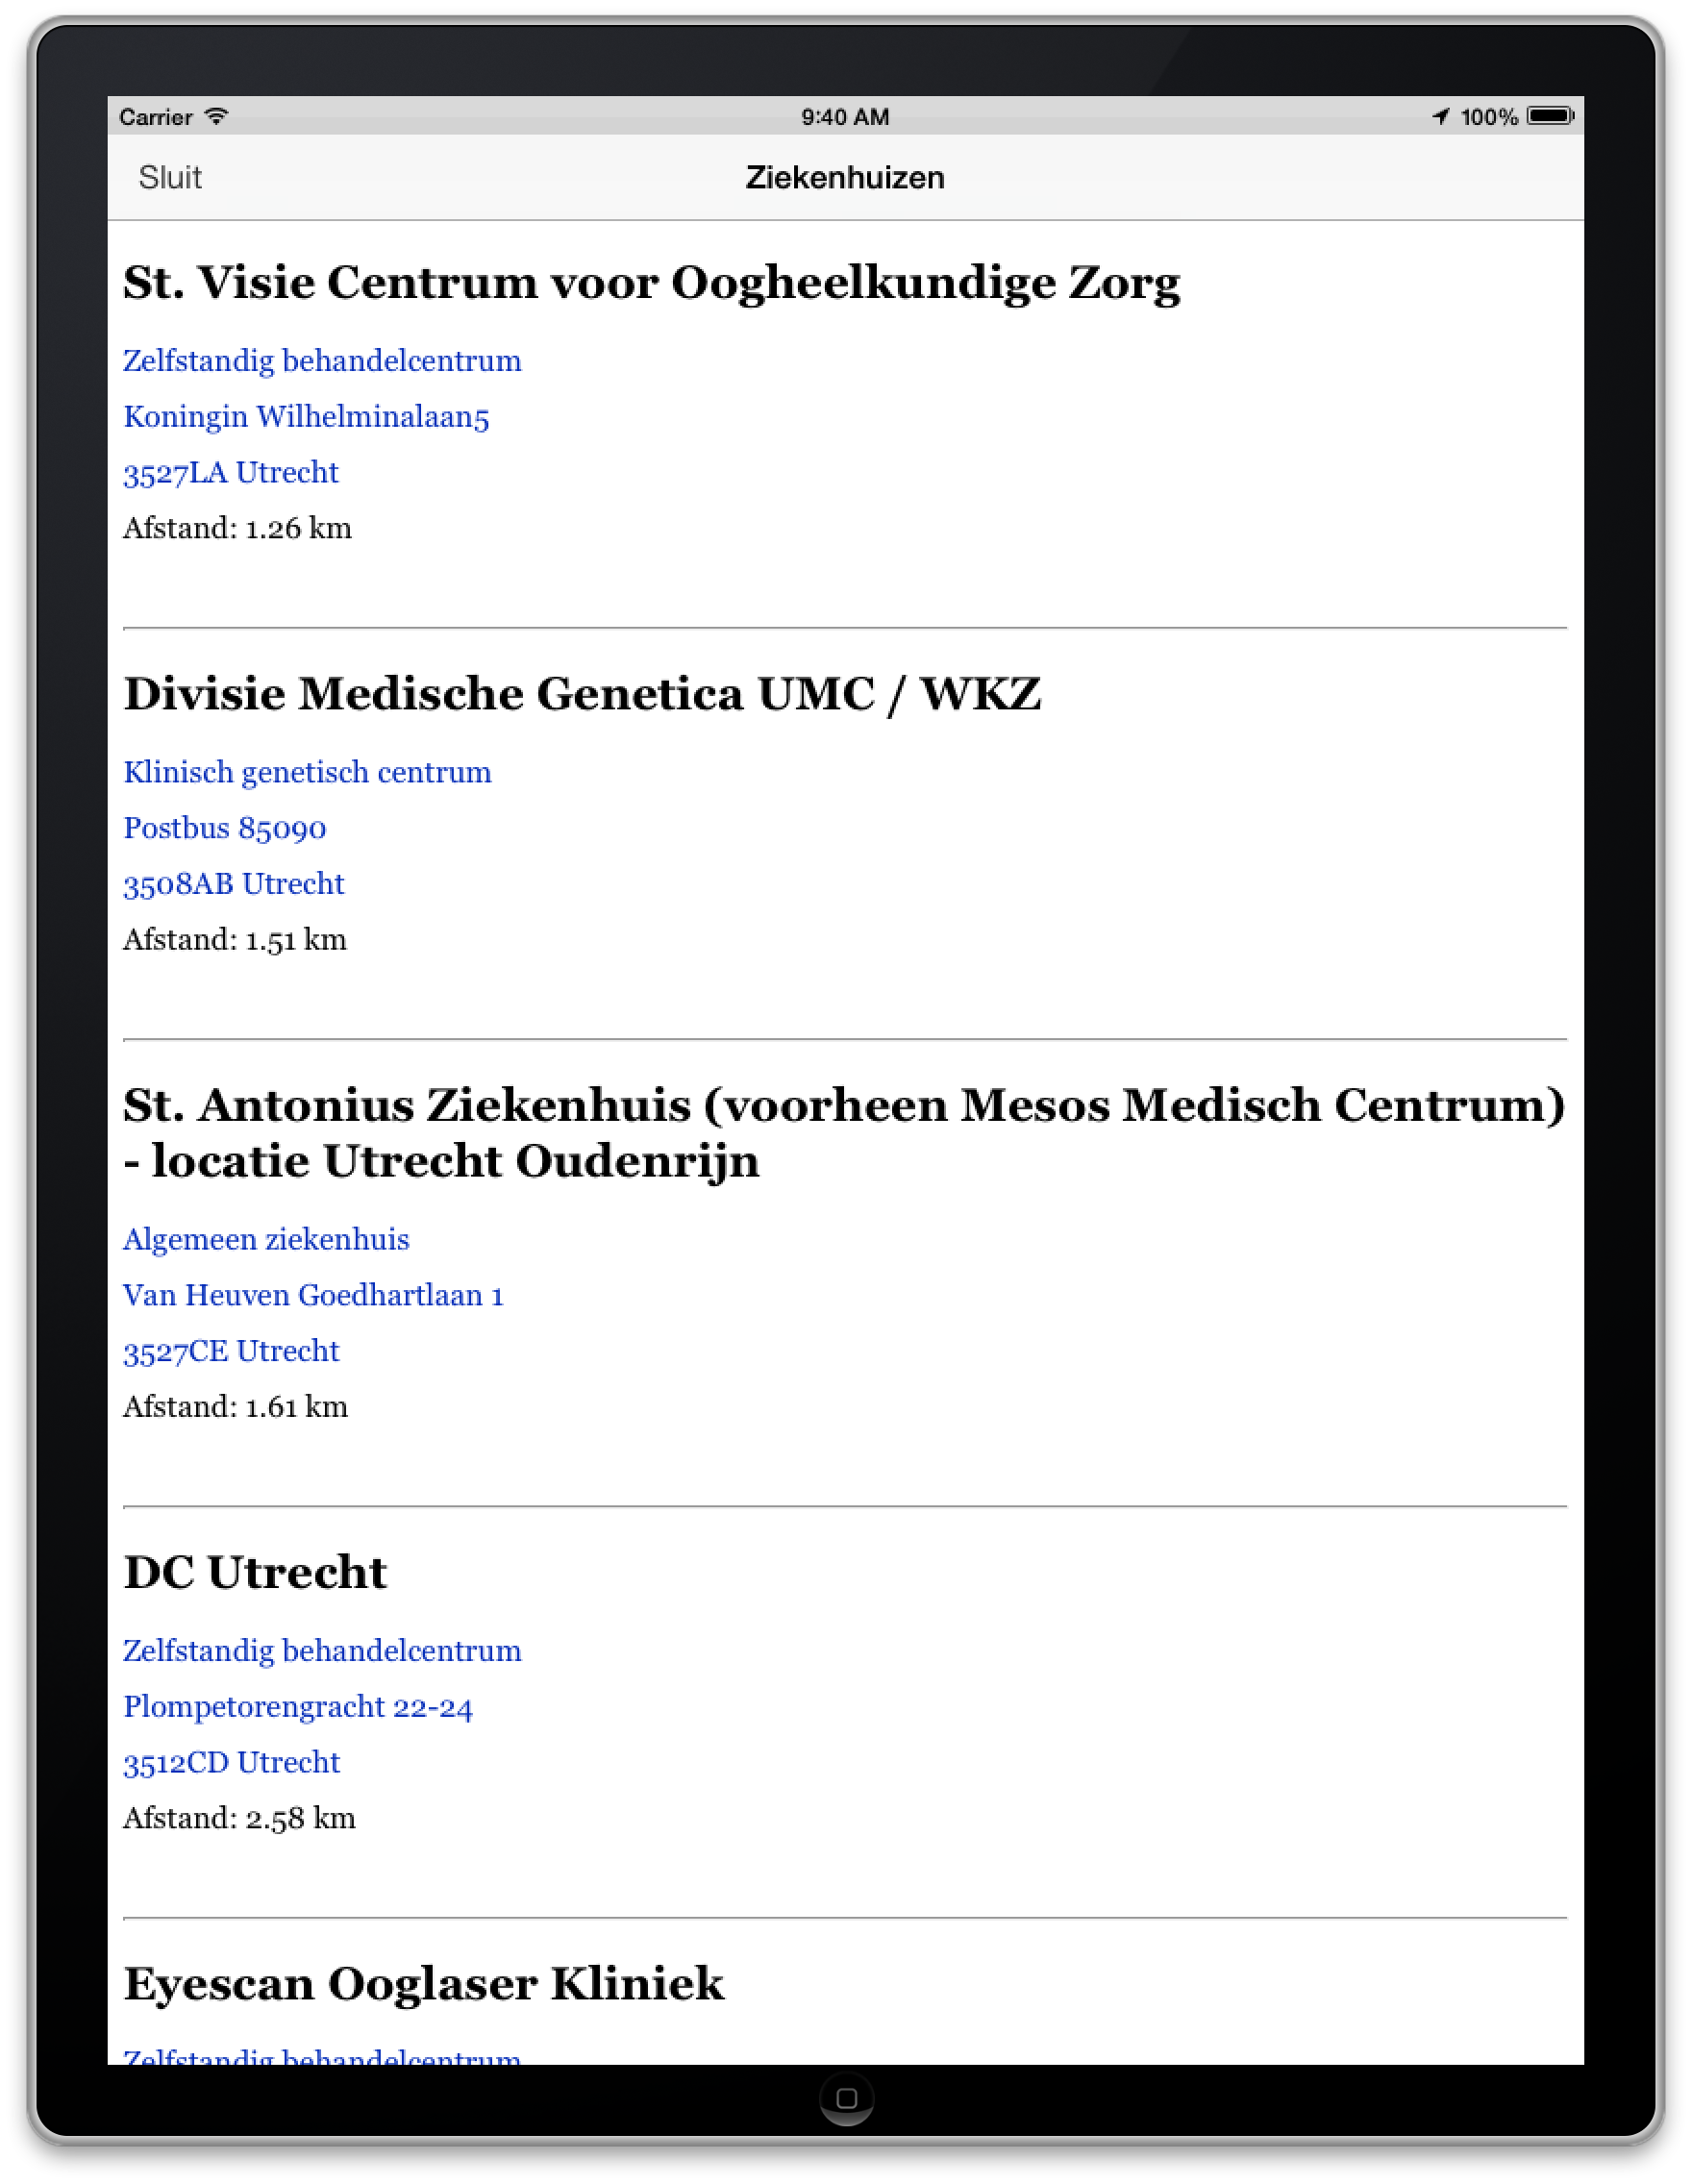 Carrier 9:40 AM 100%
Sluit Ziekenhuizen
St. Visie Centrum voor Oogheelkundige Zorg
Zelfstandig behandelcentrum
Koningin Wilhelminalaan5
3527LA Utrecht
Afstand: 1.26 km
Divisie Medische Genetica UMC / WKZ
Klinisch genetisch centrum
Postbus 85090
3508AB Utrecht
Afstand: 1.51 km
St. Antonius Ziekenhuis (voorheen Mesos Medisch Centrum)
- locatie Utrecht Oudenrijn
Algemeen ziekenhuis
Van Heuven Goedhartlaan 1
3527CE Utrecht
Afstand: 1.61 km
DC Utrecht
Zelfstandig behandelcentrum
Plompetorengracht 22-24
3512CD Utrecht
Afstand: 2.58 km
Eyescan Ooglaser Kliniek
Zelfstandig behandelcentrum